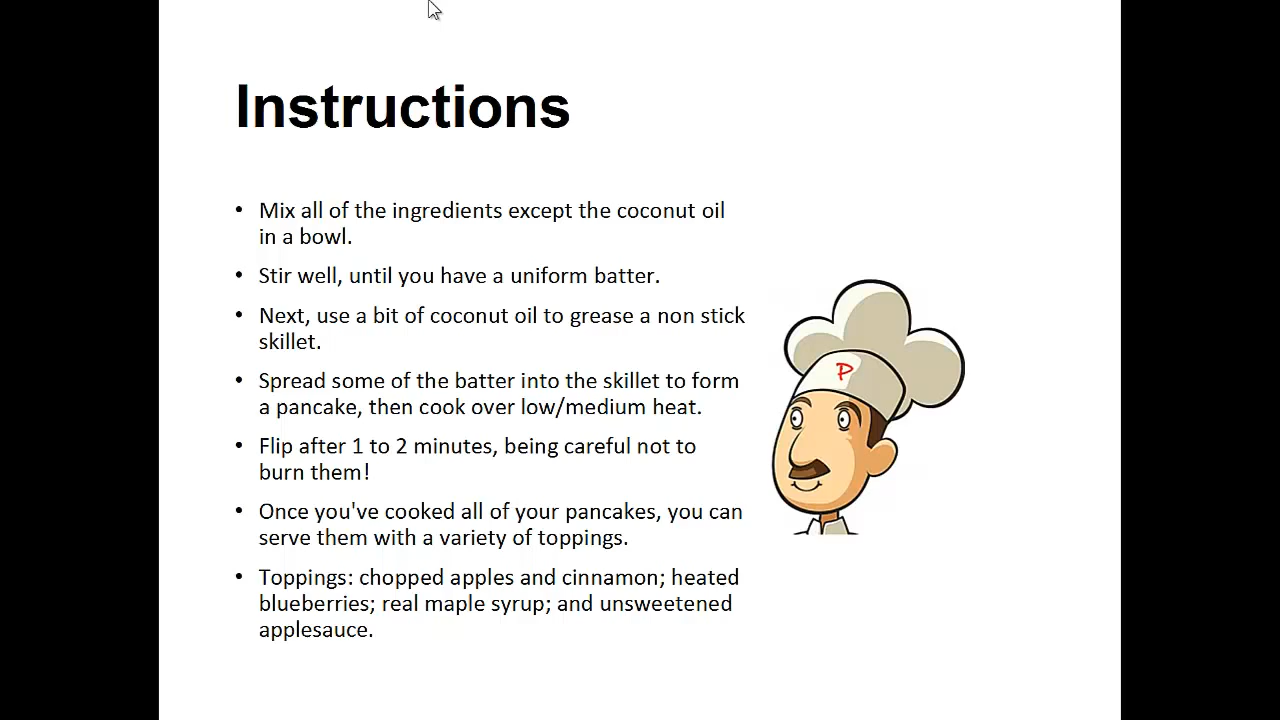 Instructions
• Mix all of the ingredients except the coconut oil
in a bowl.
• Stir well, until you have a uniform batter.
• Next, use a bit of coconut oil to grease a non stick
skillet.
• Spread some of the batter into the skillet to form
a pancake, then cook over low/medium heat.
• Flip after 1 to 2 minutes, being careful not to
burn them!
• Once you've cooked all of your pancakes, you can
serve them with a variety of toppings.
• Toppings: chopped apples and cinnamon; heated
blueberries; real maple syrup; and unsweetened
applesauce.
P